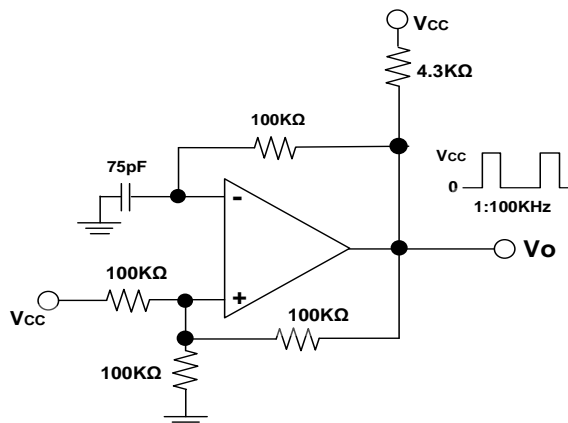 Vcc
4.3KΩ
100KΩ
75pF
Vcc
0
1:100KHz
-
Vo
100KΩ
+
100KΩ
Vcc
100KΩ